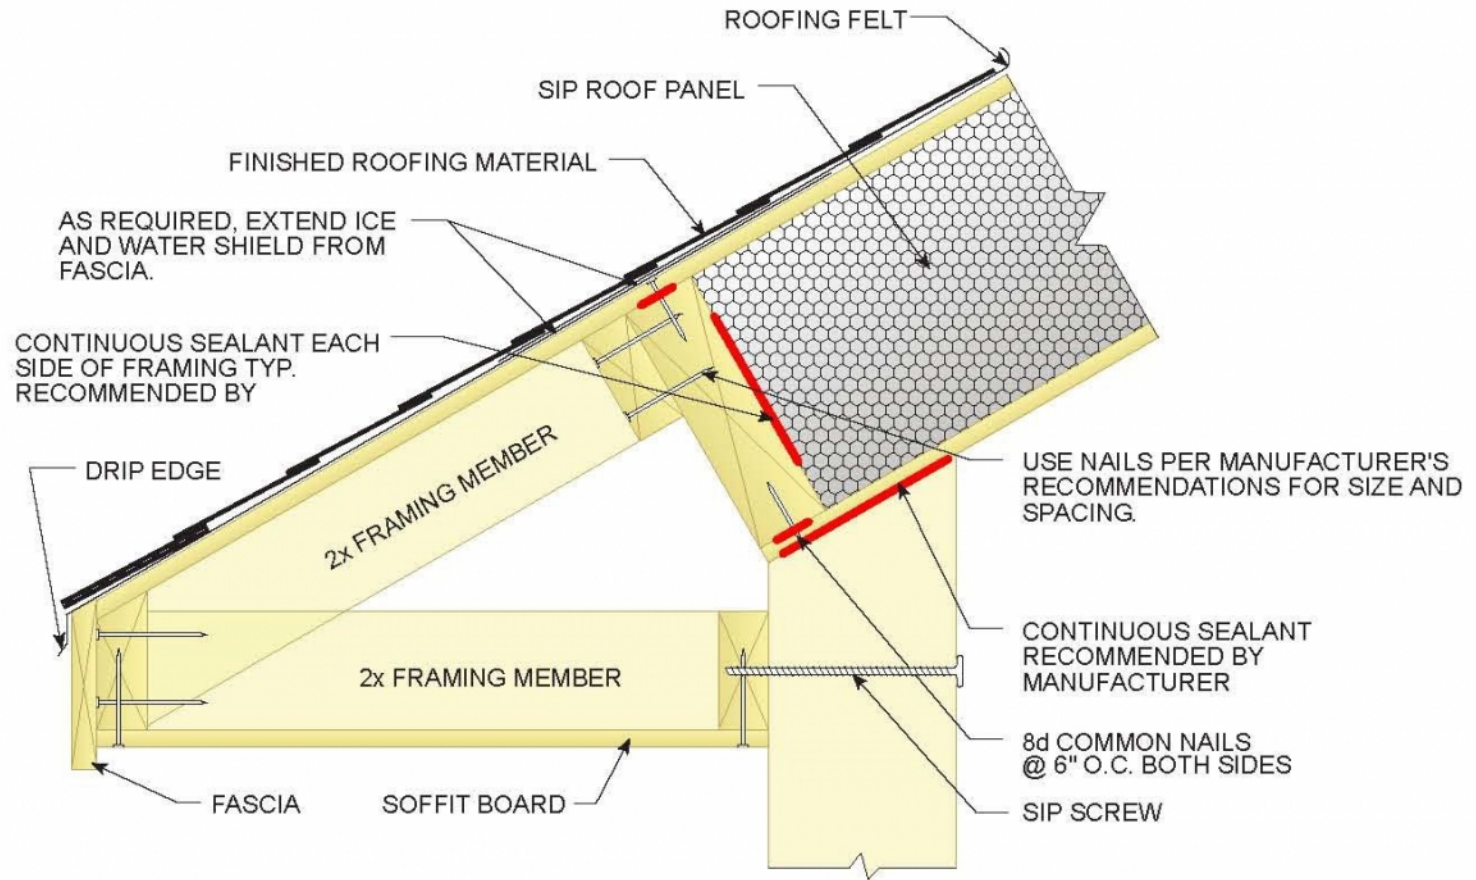 ROOFING FELT
SIP ROOF PANEL
FINISHED ROOFING MATERIAL
AS REQUIRED, EXTEND ICE
AND WATER SHIELD FROM
FASCIA.
CONTINUOUS SEALANT EACH
SIDE OF FRAMING TYP.
RECOMMENDED BY
DRIP EDGE
2x FRAMING MEMBER
USE NAILS PER MANUFACTURER'S
RECOMMENDATIONS FOR SIZE AND
SPACING.
2x FRAMING MEMBER
CONTINUOUS SEALANT
RECOMMENDED BY
MANUFACTURER
8d COMMON NAILS
@ 6" O.C. BOTH SIDES
FASCIA
SOFFIT BOARD
SIP SCREW